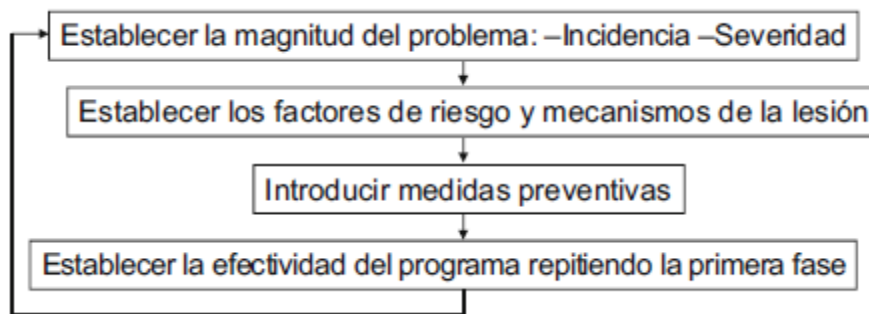 Establecer la magnitud del problema: –Incidencia –Severidad
Establecer los factores de riesgo y mecanismos de la lesión
Introducir medidas preventivas
Establecer la efectividad del programa repitiendo la primera fase